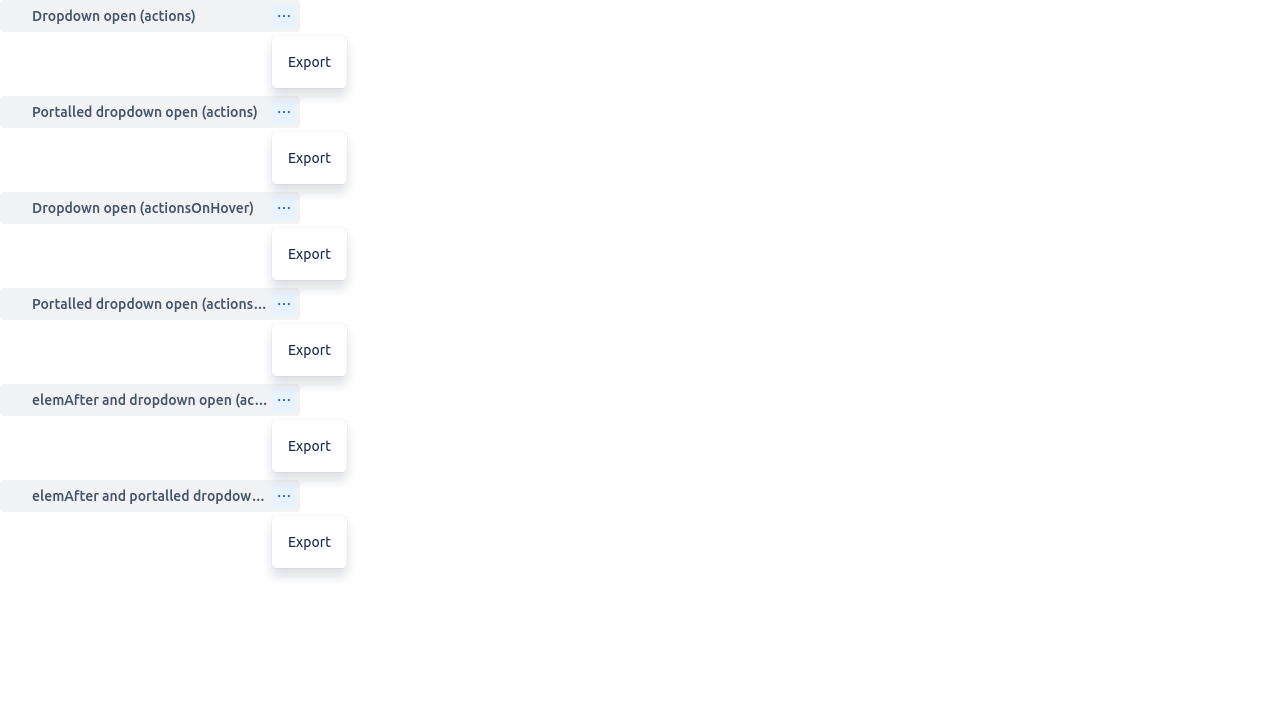 Dropdown open (actions)
Export
Portalled dropdown open (actions)
Export
Dropdown open (actionsOnHover)
Export
Portalled dropdown open (actions...
Export
elemAfter and dropdown open (ac...
Export
elemAfter and portalled dropdow...
Export